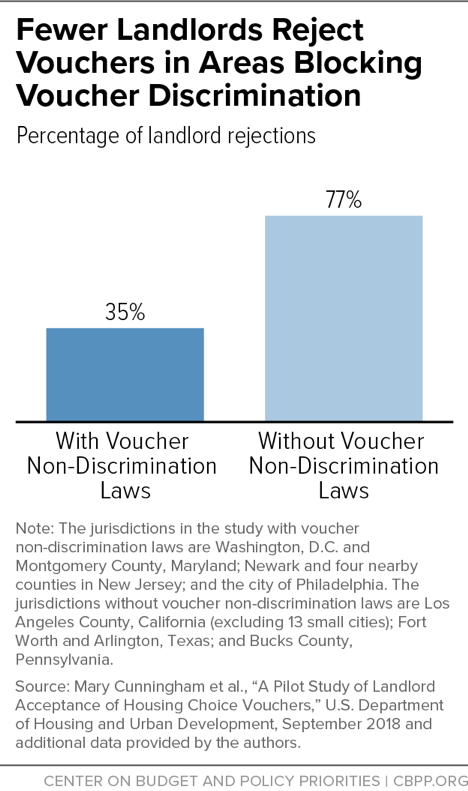 Fewer Landlords Reject
Vouchers in Areas Blocking
Voucher Discrimination
Percentage of landlord rejections
77%
35%
With Voucher
Non-Discrimination
Laws
Without Voucher
Non-Discrimination
Laws
Note: The jurisdictions in the study with voucher
non-discrimination laws are Washington, D.C. and
Montgomery County, Maryland; Newark and four nearby
counties in New Jersey; and the city of Philadelphia. The
jurisdictions without voucher non-discrimination laws are Los
Angeles County, California (excluding 13 small cities); Fort
Worth and Arlington, Texas; and Bucks County,
Pennsylvania.
Source: Mary Cunningham et al., “A Pilot Study of Landlord
Acceptance of Housing Choice Vouchers,” U.S. Department
of Housing and Urban Development, September 2018 and
additional data provided by the authors.
CENTER ON BUDGET AND POLICY PRIORITIES | CBPP.ORG